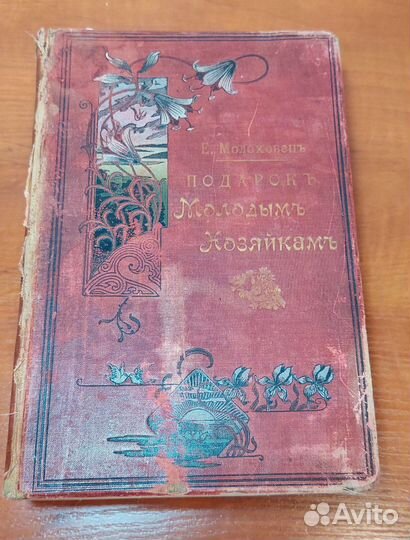 Е. Молоховецъ
ПОДАРОКЪ
Молодымъ
Хозяйкамъ
Avito